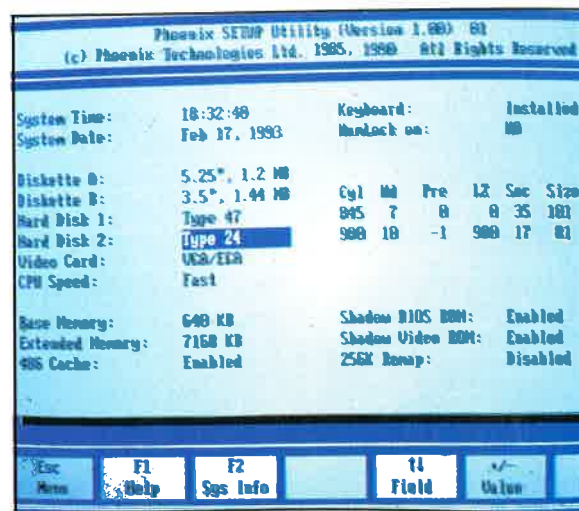 Phoenix SETUP Utility (Version 1.00) 01
(c) Phoenix Technologies Ltd. 1985, 1980 All Rights Reserved
System Time: 18:32:40 Keyboard: Installed
System Date: Feb 17, 1993 NumLock on: NO
Diskette A: 5.25", 1.2 MB
Diskette B: 3.5", 1.44 MB Cyl Hd Pre LZ Sec Size
Hard Disk 1: Type 47 845 7 0 0 35 101
Hard Disk 2: Type 24 900 10 -1 900 17 81
Video Card: VGA/EGA
CPU Speed: Fast
Base Memory: 640 KB Shadow BIOS ROM: Enabled
Extended Memory: 7168 KB Shadow Video ROM: Enabled
486 Cache: Enabled 256K Remap: Disabled
Esc F1 F2 ↑↓ +/-
Menu Help Sys Info Field Value